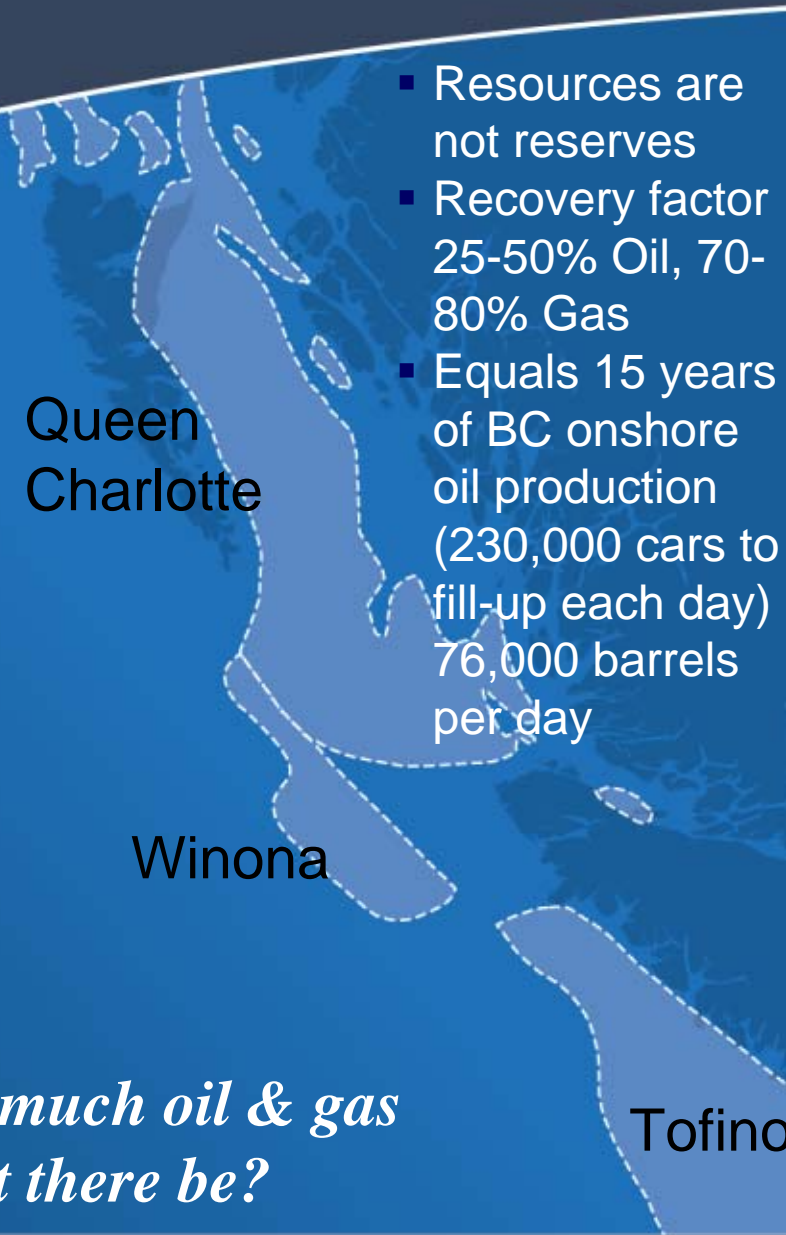 ▪ Resources are
not reserves
▪ Recovery factor
25-50% Oil, 70-
80% Gas
▪ Equals 15 years
of BC onshore
oil production
(230,000 cars to
fill-up each day)
76,000 barrels
per day
Queen
Charlotte
Winona
Tofino
much oil & gas
t there be?